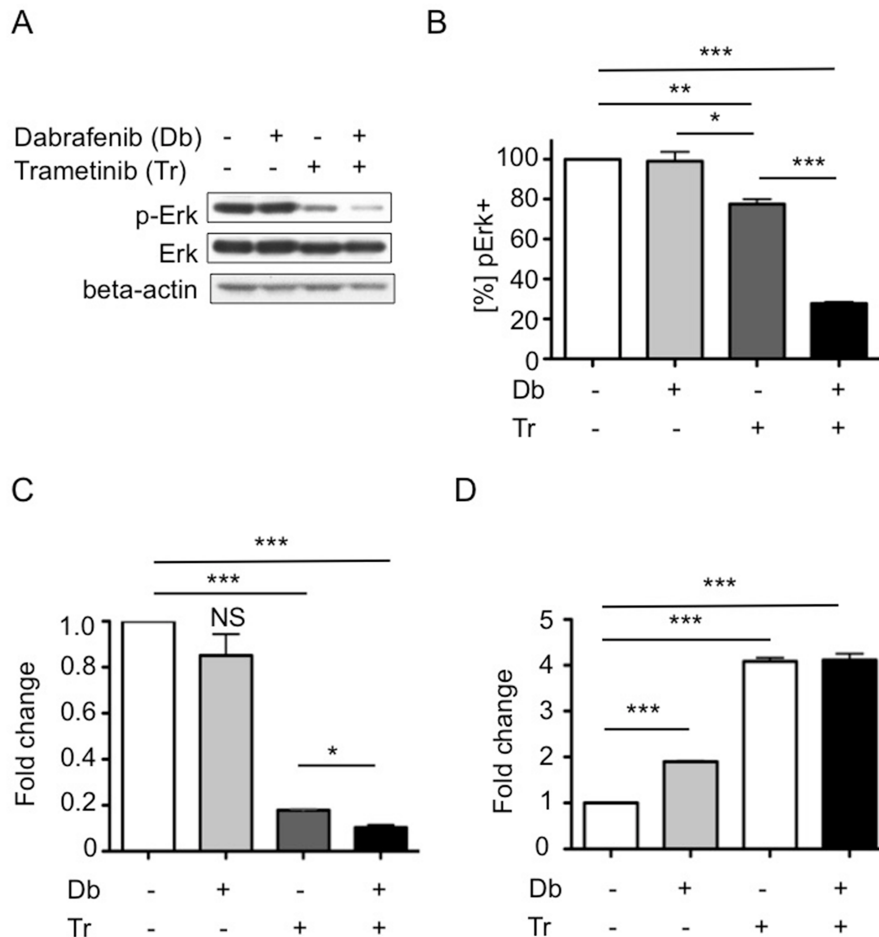 A
Dabrafenib (Db) - + - +
Trametinib (Tr) - - + +
p-Erk
Erk
beta-actin
B
***
**
*
***
[%] pErk+
100
80
60
40
20
0
Db - + - +
Tr - - + +
C
***
***
NS
*
Fold change
1.0
0.8
0.6
0.4
0.2
0
Db - + - +
Tr - - + +
D
***
***
***
Fold change
5
4
3
2
1
0
Db - + - +
Tr - - + +